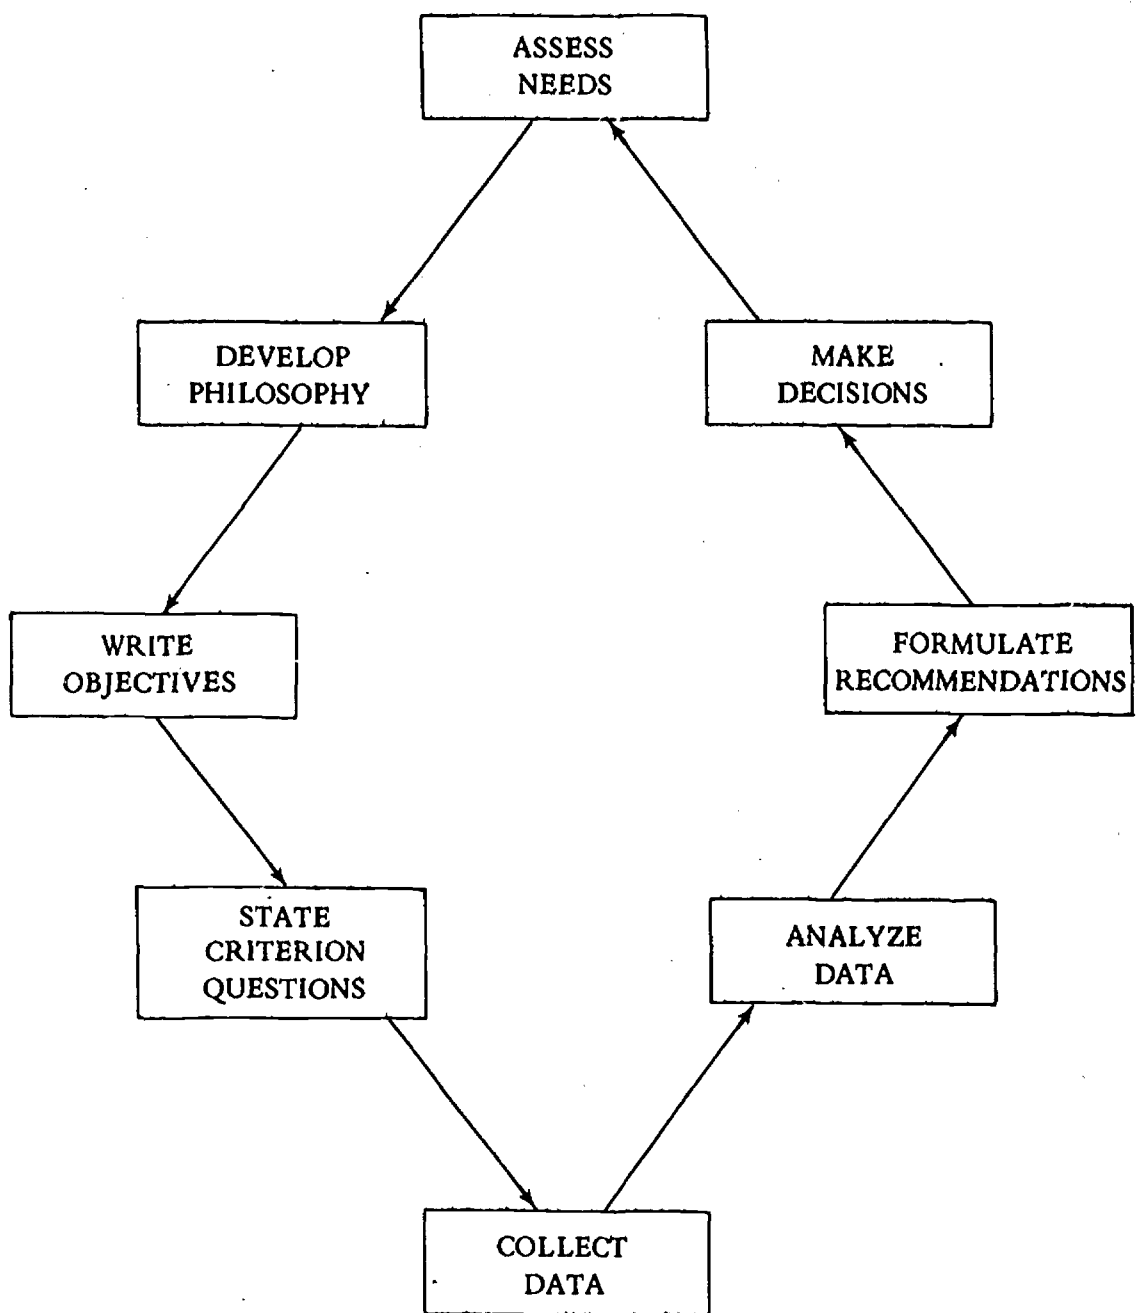 ASSESS
NEEDS
DEVELOP
PHILOSOPHY
MAKE
DECISIONS
WRITE
OBJECTIVES
FORMULATE
RECOMMENDATIONS
STATE
CRITERION
QUESTIONS
ANALYZE
DATA
COLLECT
DATA